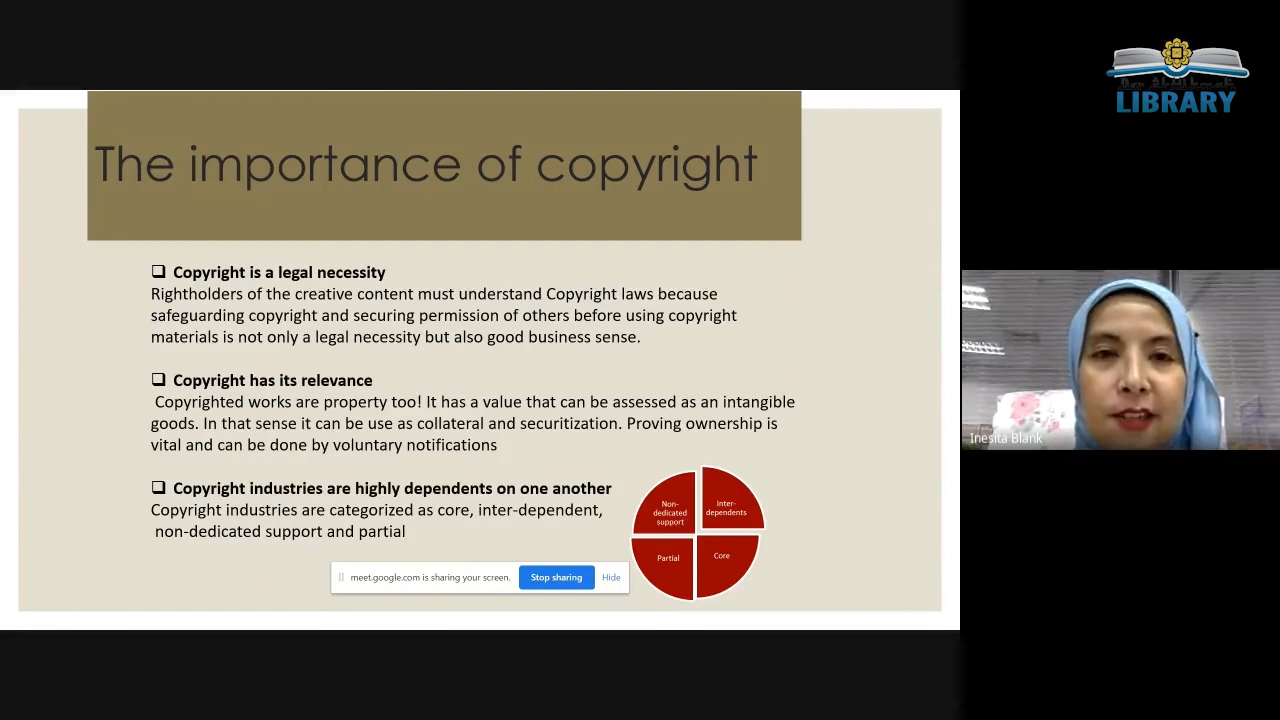 The importance of copyright
❑ Copyright is a legal necessity
Rightholders of the creative content must understand Copyright laws because
safeguarding copyright and securing permission of others before using copyright
materials is not only a legal necessity but also good business sense.
❑ Copyright has its relevance
Copyrighted works are property too! It has a value that can be assessed as an intangible
goods. In that sense it can be use as collateral and securitization. Proving ownership is
vital and can be done by voluntary notifications
❑ Copyright industries are highly dependents on one another
Copyright industries are categorized as core, inter-dependent,
non-dedicated support and partial
Non-
dedicated
support
Inter-
dependents
Partial
Core
meet.google.com is sharing your screen.
Stop sharing
Hide
LIBRARY
Inesita Blank